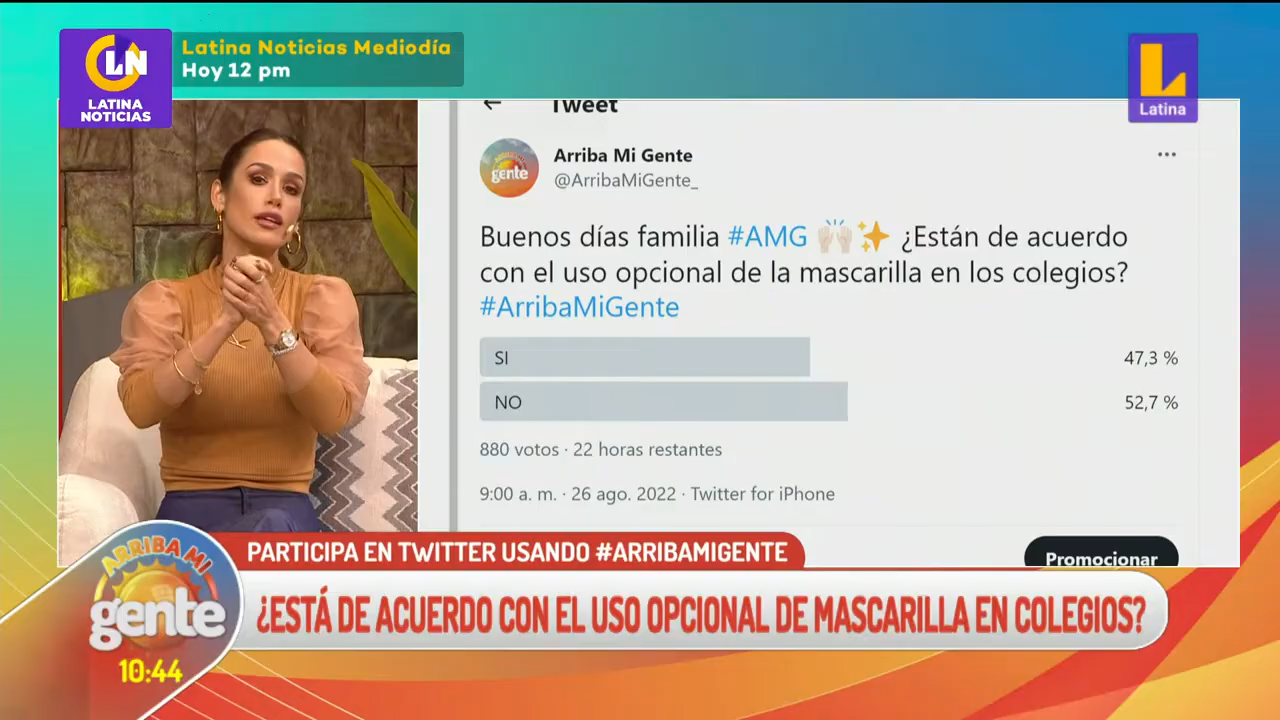 Latina Noticias Mediodía
Hoy 12 pm
LN
LATINA
NOTICIAS
Latina
Tweet
gente
Arriba Mi Gente
@ArribaMiGente_
Buenos días familia #AMG 🙌🏻✨ ¿Están de acuerdo
con el uso opcional de la mascarilla en los colegios?
#ArribaMiGente
SI 47,3 %
NO 52,7 %
880 votos · 22 horas restantes
9:00 a. m. · 26 ago. 2022 · Twitter for iPhone
Promocionar
PARTICIPA EN TWITTER USANDO #ARRIBAMIGENTE
¿ESTÁ DE ACUERDO CON EL USO OPCIONAL DE MASCARILLA EN COLEGIOS?
ARRIBA MI
gente
10:44